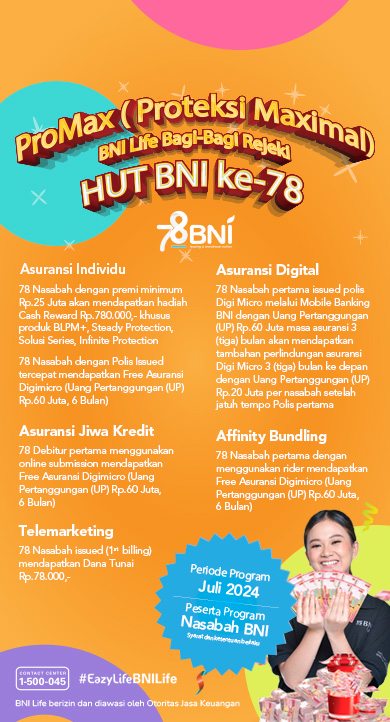 ProMax ( Proteksi Maximal)
BNI Life Bagi-Bagi Rejeki
HUT BNI ke-78
78 BNI
Asuransi Individu
78 Nasabah dengan premi minimum
Rp.25 Juta akan mendapatkan hadiah
Cash Reward Rp.780.000,- khusus
produk BLPM+, Steady Protection,
Solusi Series, Infinite Protection
78 Nasabah dengan Polis Issued
tercepat mendapatkan Free Asuransi
Digimicro (Uang Pertanggungan (UP)
Rp.60 Juta, 6 Bulan)
Asuransi Jiwa Kredit
78 Debitur pertama menggunakan
online submission mendapatkan
Free Asuransi Digimicro (Uang
Pertanggungan (UP) Rp.60 Juta,
6 Bulan)
Telemarketing
78 Nasabah issued (1st billing)
mendapatkan Dana Tunai
Rp.78.000,-
Asuransi Digital
78 Nasabah pertama issued polis
Digi Micro melalui Mobile Banking
BNI dengan Uang Pertanggungan
(UP) Rp.60 Juta masa asuransi 3
(tiga) bulan akan mendapatkan
tambahan perlindungan asuransi
Digi Micro 3 (tiga) bulan ke depan
dengan Uang Pertanggungan (UP)
Rp.20 Juta per nasabah setelah
jatuh tempo Polis pertama
Affinity Bundling
78 Nasabah pertama dengan
menggunakan rider mendapatkan
Free Asuransi Digimicro (Uang
Pertanggungan (UP) Rp.60 Juta,
6 Bulan)
Periode Program
Juli 2024
Peserta Program
Nasabah BNI
Syarat dan ketentuan berlaku
CONTACT CENTER
1-500-045
#EazyLifeBNILife
BNI Life berizin dan diawasi oleh Otoritas Jasa Keuangan